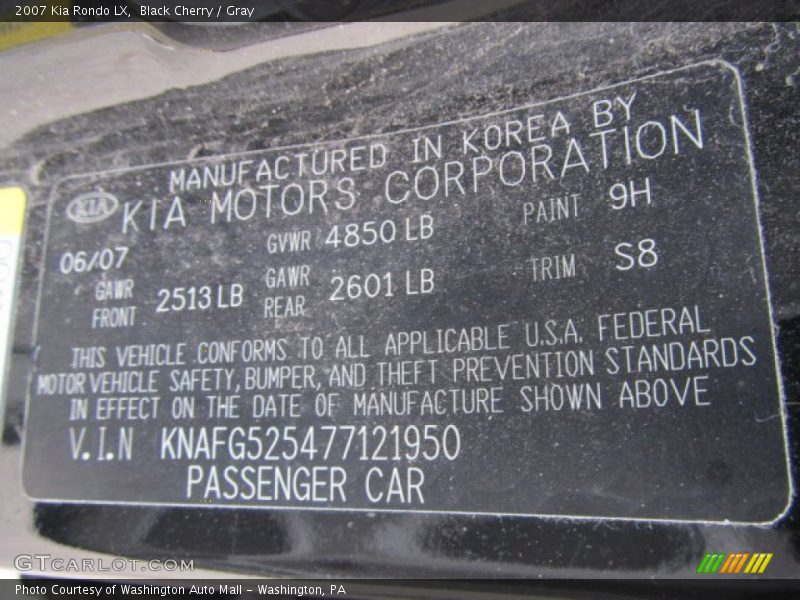 2007 Kia Rondo LX, Black Cherry / Gray
MANUFACTURED IN KOREA BY
KIA KIA MOTORS CORPORATION
06/07 GVWR 4850 LB PAINT 9H
GAWR FRONT 2513 LB GAWR REAR 2601 LB TRIM S8
THIS VEHICLE CONFORMS TO ALL APPLICABLE U.S.A. FEDERAL
MOTOR VEHICLE SAFETY, BUMPER, AND THEFT PREVENTION STANDARDS
IN EFFECT ON THE DATE OF MANUFACTURE SHOWN ABOVE
V.I.N KNAFG525477121950
PASSENGER CAR
GTCARLOT.COM
Photo Courtesy of Washington Auto Mall - Washington, PA